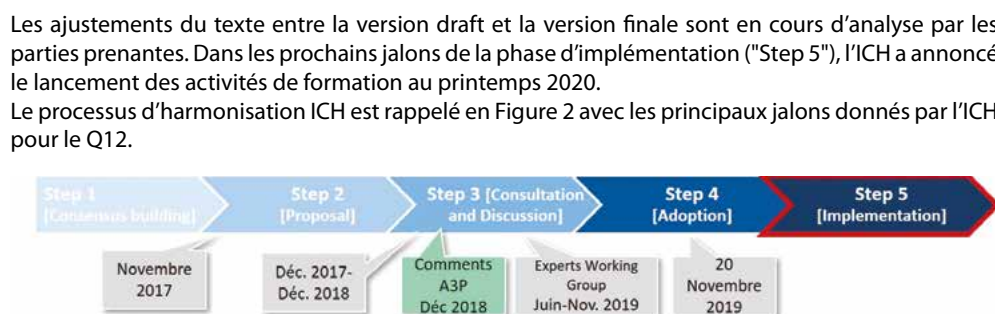 Les ajustements du texte entre la version draft et la version finale sont en cours d’analyse par les
parties prenantes. Dans les prochains jalons de la phase d’implémentation ("Step 5"), l’ICH a annoncé
le lancement des activités de formation au printemps 2020.
Le processus d’harmonisation ICH est rappelé en Figure 2 avec les principaux jalons donnés par l’ICH
pour le Q12.
Step 1
[Consensus building]
Step 2
[Proposal]
Step 3 [Consultation
and Discussion]
Step 4
[Adoption]
Step 5
[Implementation]
Novembre
2017
Déc. 2017-
Déc. 2018
Comments
A3P
Déc 2018
Experts Working
Group
Juin-Nov. 2019
20
Novembre
2019